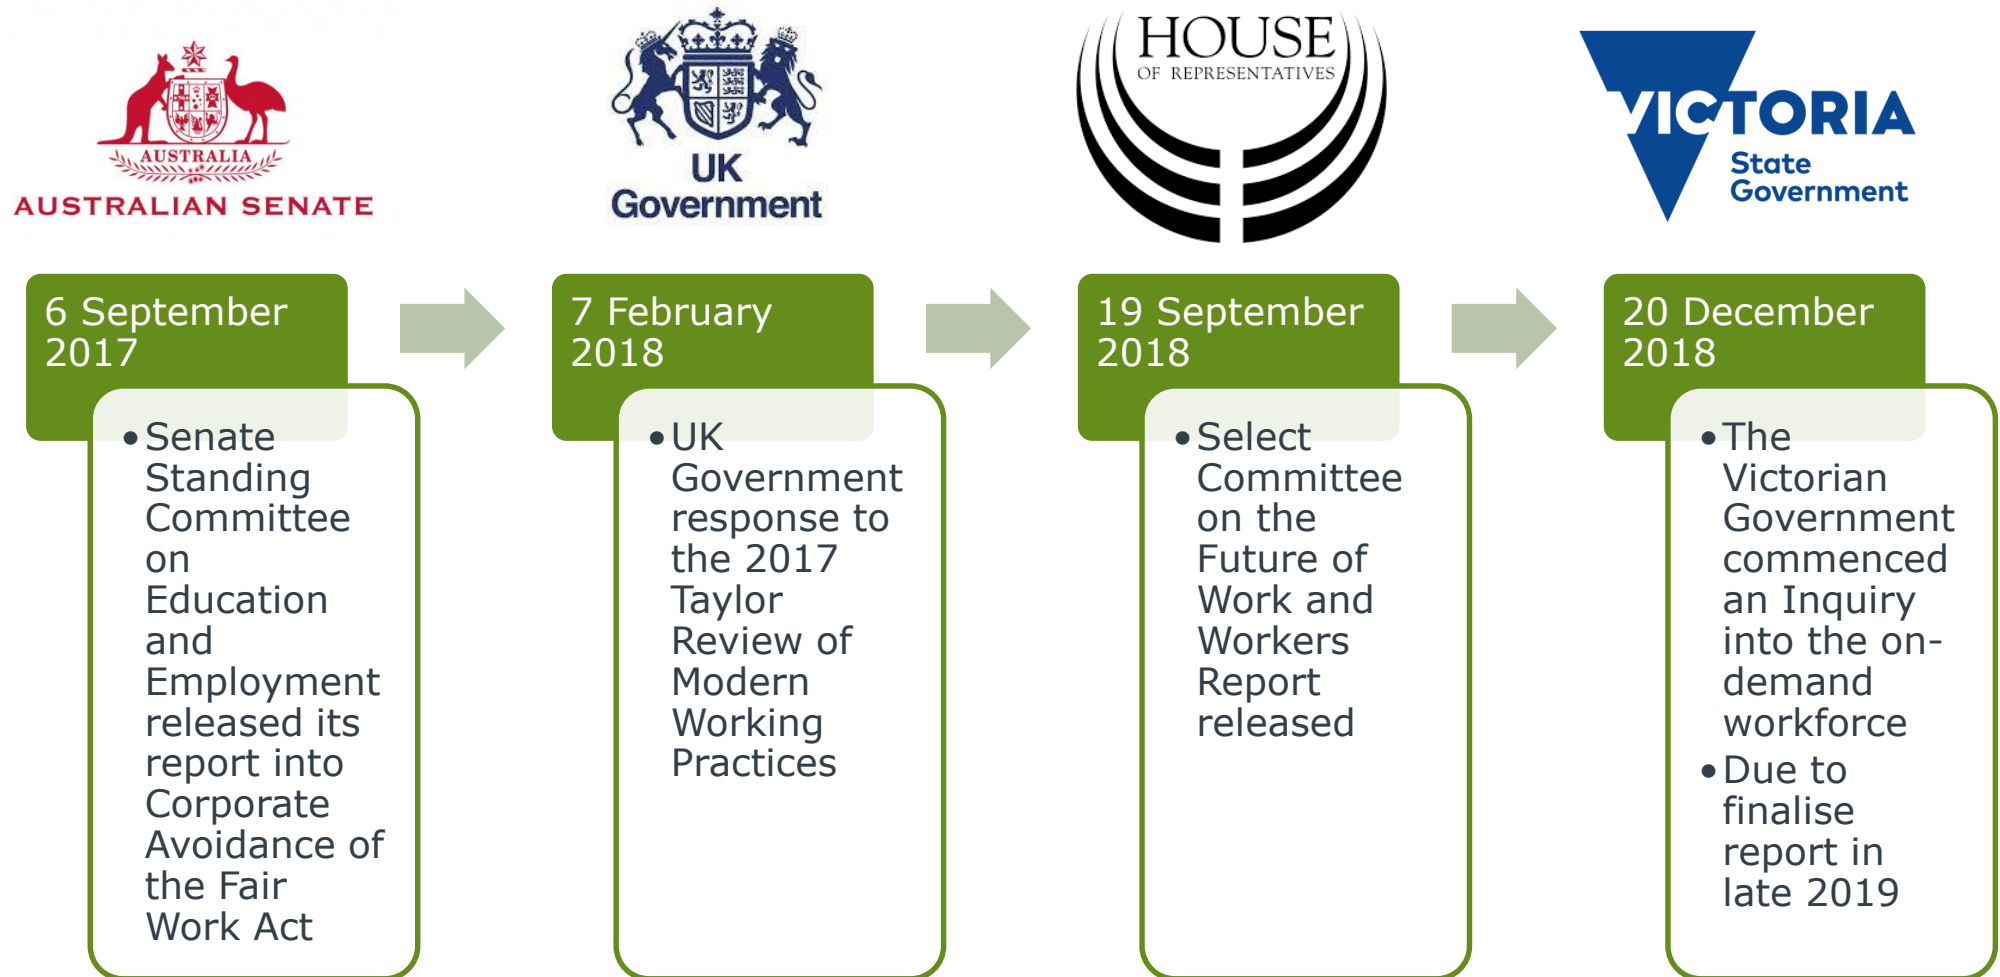 AUSTRALIA
AUSTRALIAN SENATE
UK
Government
HOUSE
OF REPRESENTATIVES
VICTORIA
State
Government
6 September
2017
•Senate
Standing
Committee
on
Education
and
Employment
released its
report into
Corporate
Avoidance of
the Fair
Work Act
7 February
2018
•UK
Government
response to
the 2017
Taylor
Review of
Modern
Working
Practices
19 September
2018
•Select
Committee
on the
Future of
Work and
Workers
Report
released
20 December
2018
•The
Victorian
Government
commenced
an Inquiry
into the on-
demand
workforce
•Due to
finalise
report in
late 2019